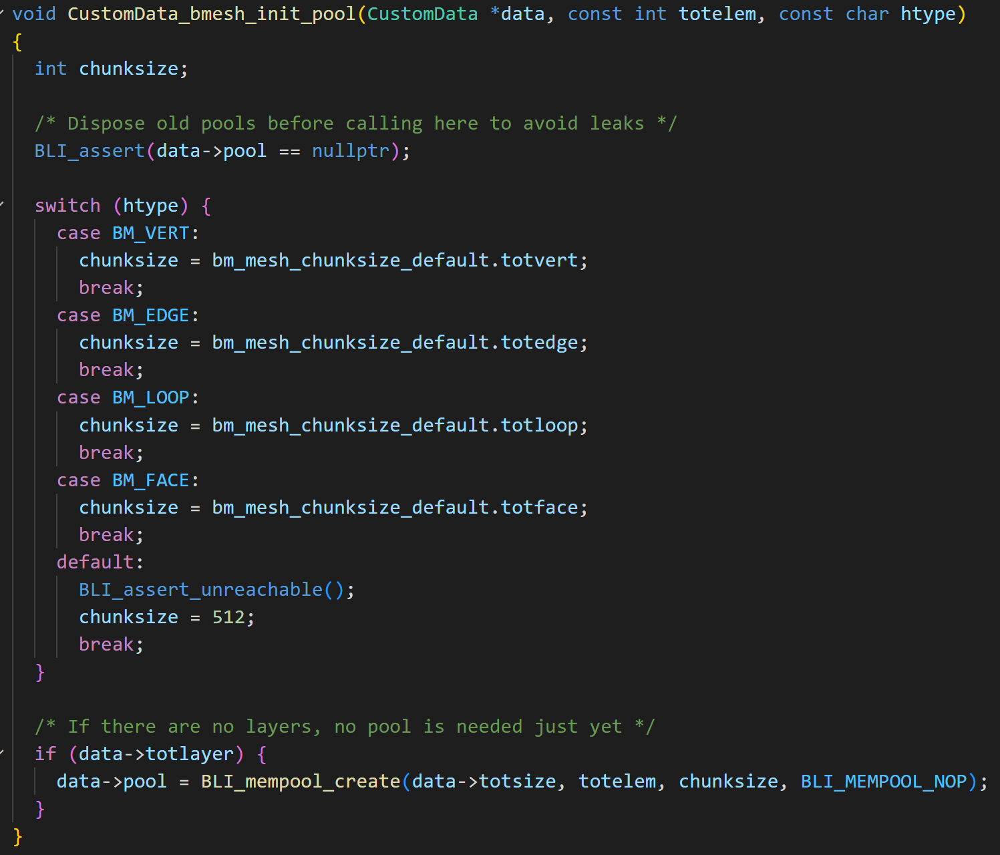 void CustomData_bmesh_init_pool(CustomData *data, const int totelem, const char htype)
{
  int chunksize;

  /* Dispose old pools before calling here to avoid leaks */
  BLI_assert(data->pool == nullptr);

  switch (htype) {
    case BM_VERT:
      chunksize = bm_mesh_chunksize_default.totvert;
      break;
    case BM_EDGE:
      chunksize = bm_mesh_chunksize_default.totedge;
      break;
    case BM_LOOP:
      chunksize = bm_mesh_chunksize_default.totloop;
      break;
    case BM_FACE:
      chunksize = bm_mesh_chunksize_default.totface;
      break;
    default:
      BLI_assert_unreachable();
      chunksize = 512;
      break;
  }

  /* If there are no layers, no pool is needed just yet */
  if (data->totlayer) {
    data->pool = BLI_mempool_create(data->totsize, totelem, chunksize, BLI_MEMPOOL_NOP);
  }
}